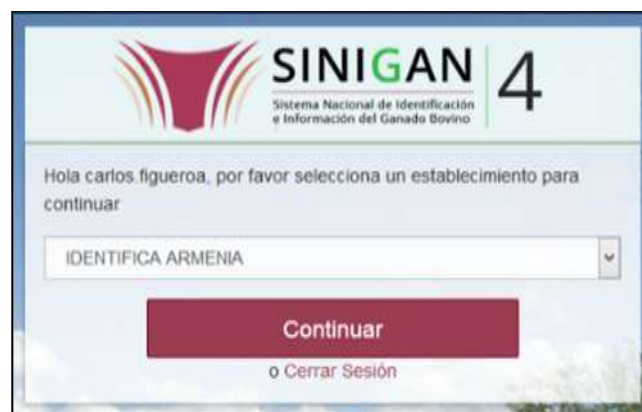 SINIGAN 4
Sistema Nacional de Identificación
e Información del Ganado Bovino
Hola carlos.figueroa, por favor selecciona un establecimiento para
continuar
IDENTIFICA ARMENIA
Continuar
o Cerrar Sesión